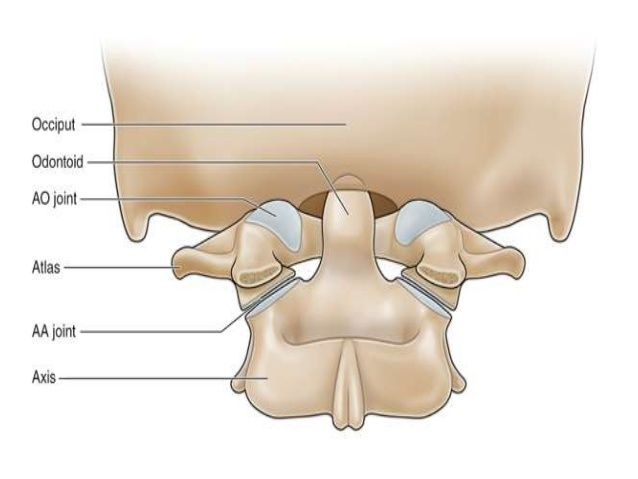 Occiput
Odontoid
AO joint
Atlas
AA joint
Axis